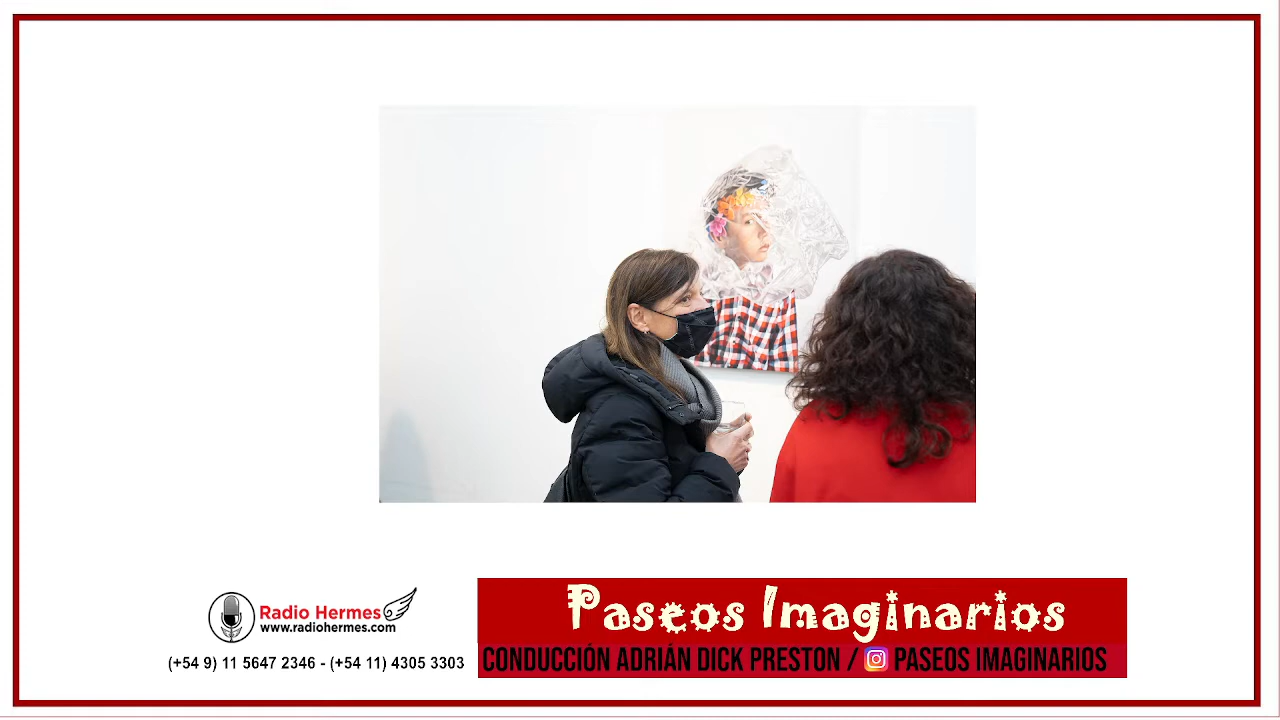 Radio Hermes
www.radiohermes.com
(+54 9) 11 5647 2346 - (+54 11) 4305 3303
Paseos Imaginarios
CONDUCCIÓN ADRIÁN DICK PRESTON / PASEOS IMAGINARIOS